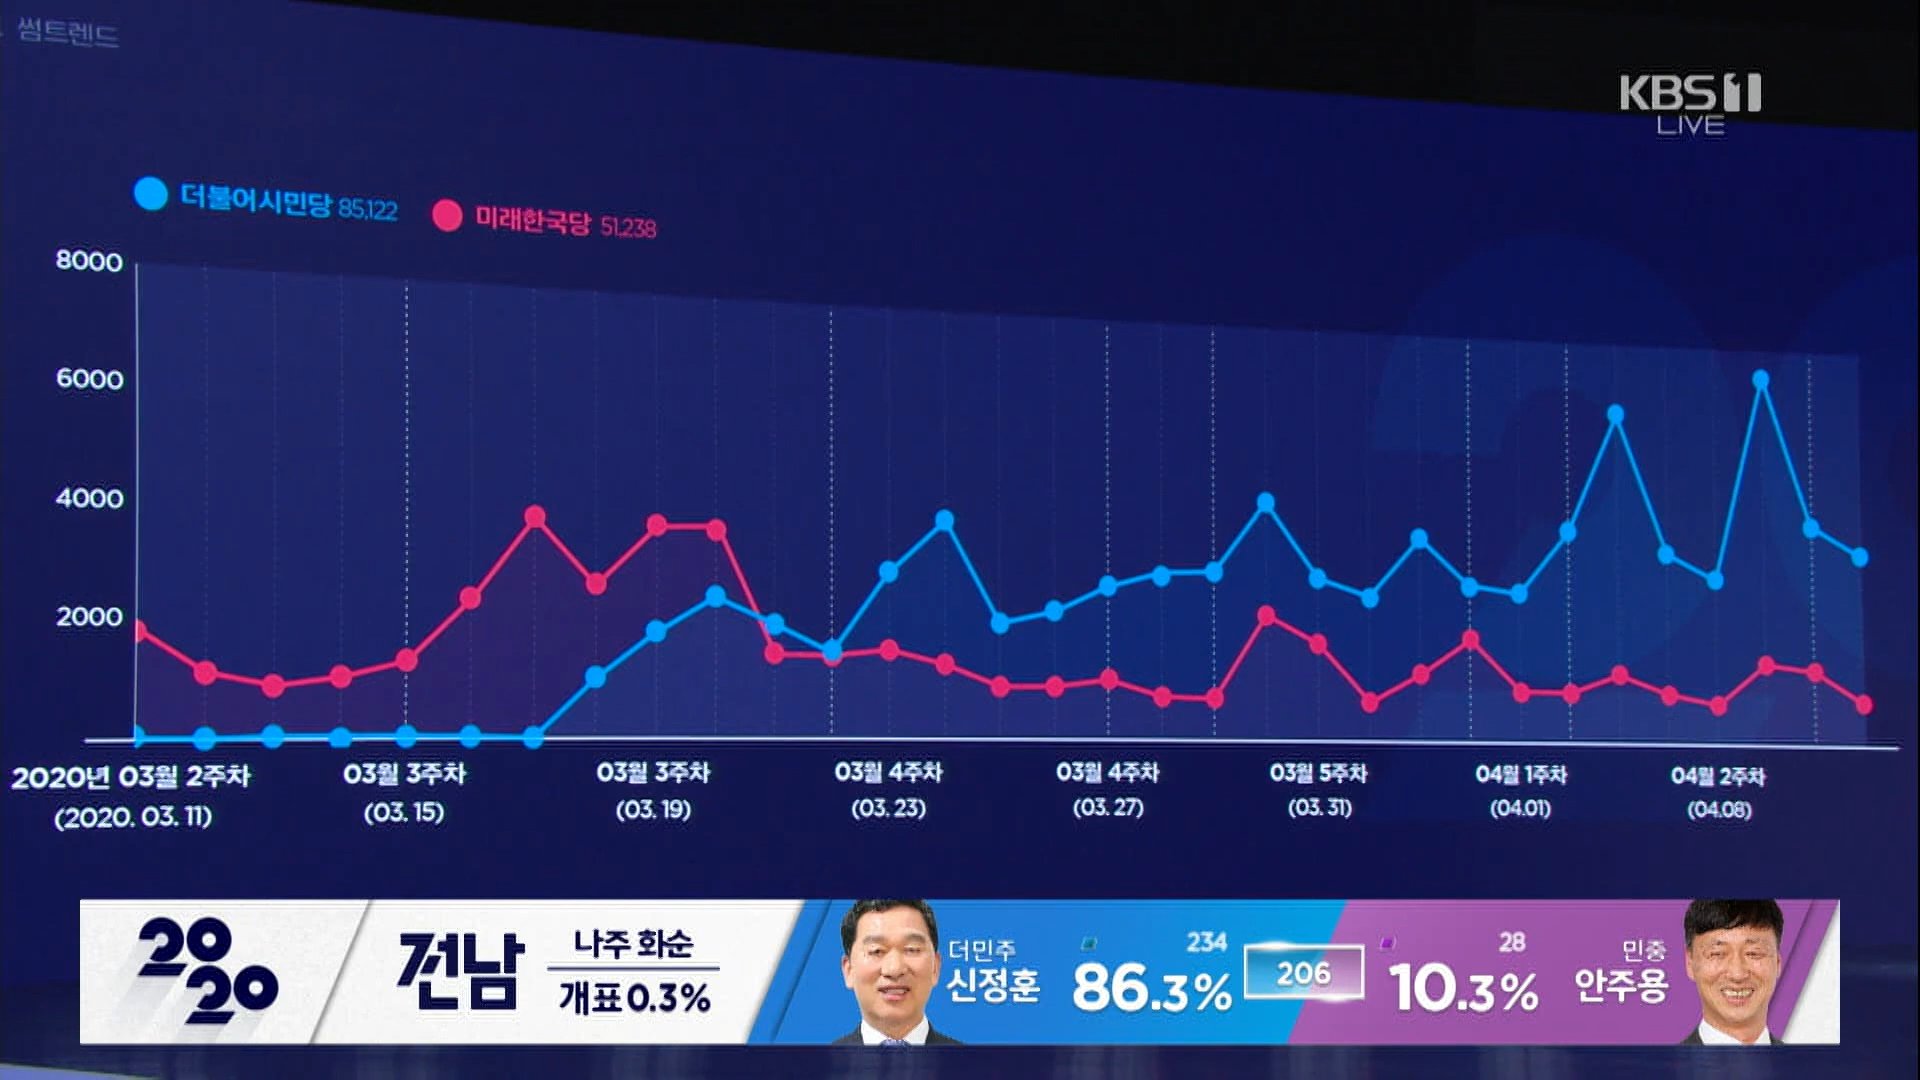 썸트렌드
KBS 1
LIVE
더불어시민당 85,122
미래한국당 51,238
8000
6000
4000
2000
2020년 03월 2주차
(2020. 03. 11)
03월 3주차
(03. 15)
03월 3주차
(03. 19)
03월 4주차
(03. 23)
03월 4주차
(03. 27)
03월 5주차
(03. 31)
04월 1주차
(04.01)
04월 2주차
(04.08)
2020
전남
나주 화순
개표 0.3%
더민주
신정훈
234
86.3%
206
28
10.3%
민중
안주용